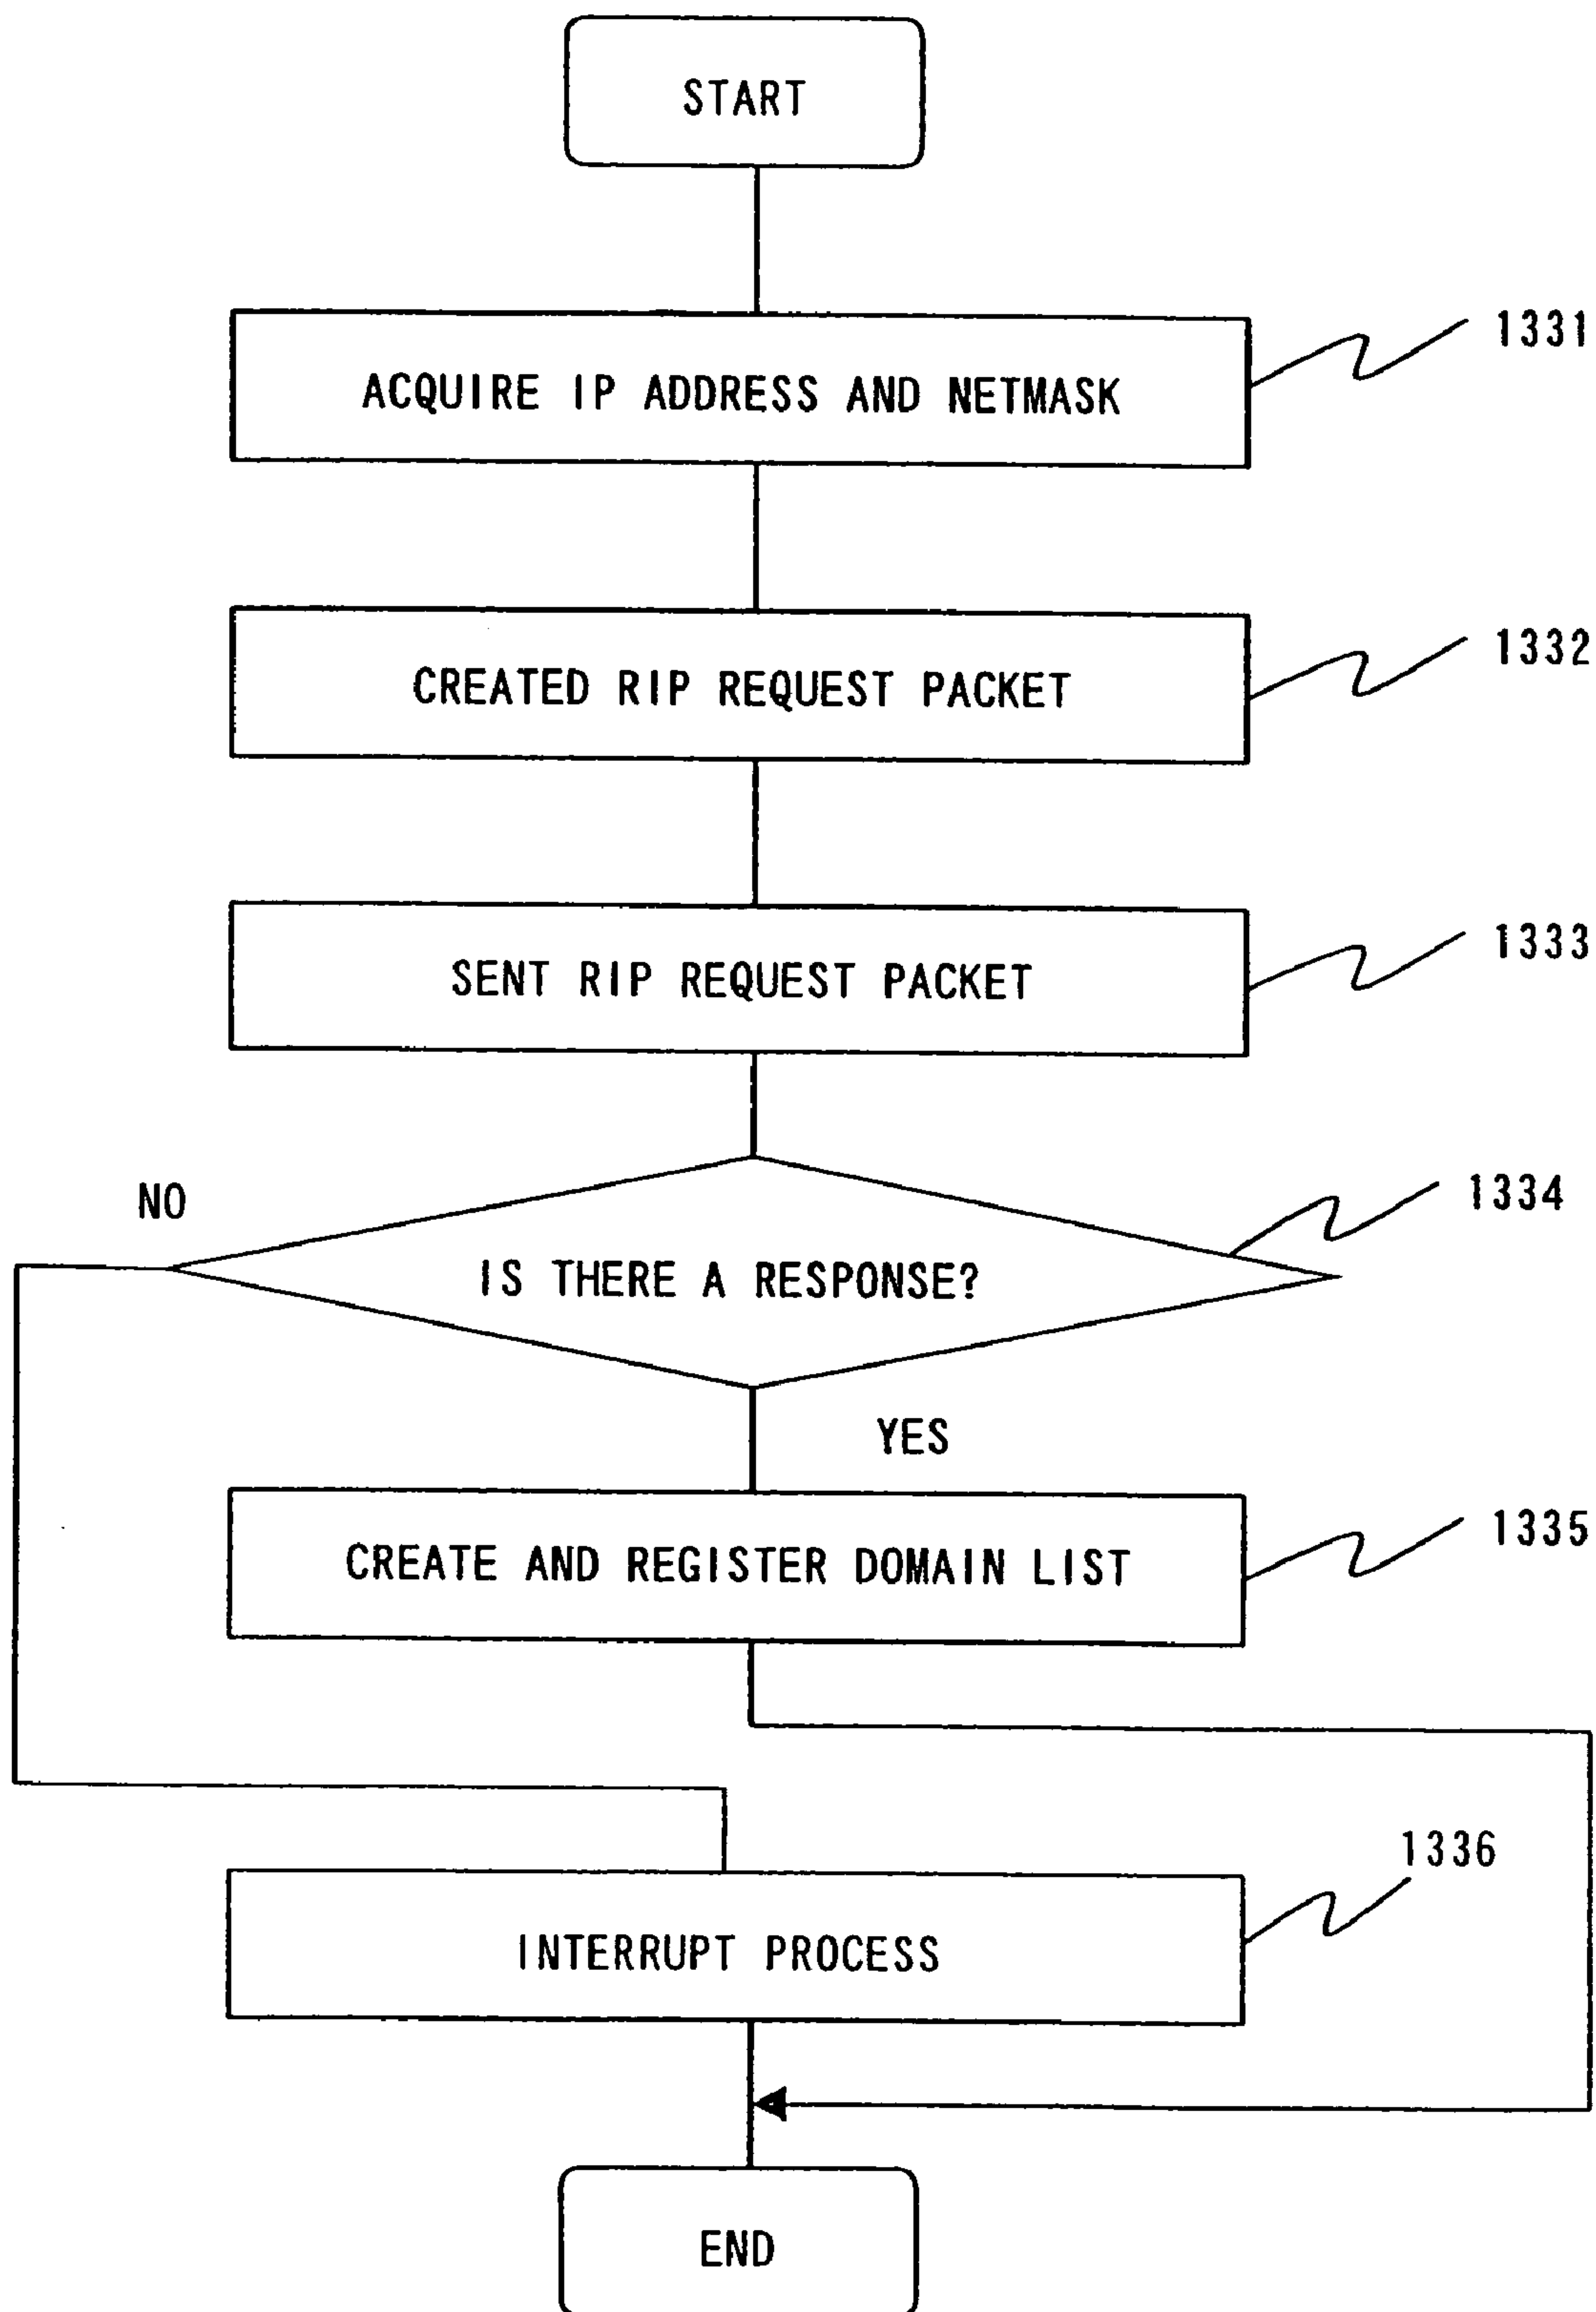 START
ACQUIRE IP ADDRESS AND NETMASK
1331
CREATED RIP REQUEST PACKET
1332
SENT RIP REQUEST PACKET
1333
NO
IS THERE A RESPONSE?
1334
YES
CREATE AND REGISTER DOMAIN LIST
1335
INTERRUPT PROCESS
1336
END